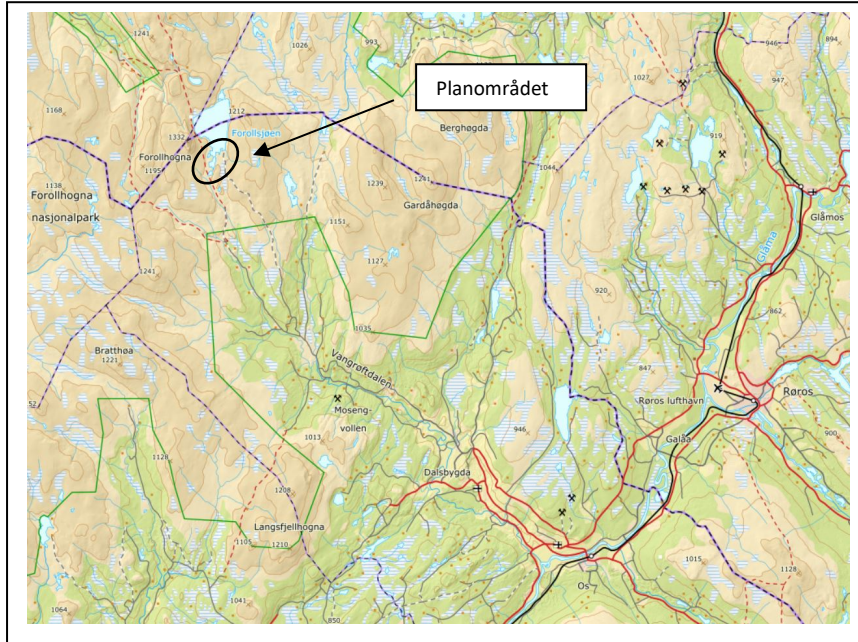 1241
1026
993
946
894
1027
947
Planområdet
1168
1212
Forollsjøen
1332
Berghøgda
919
Forollhogna
1195
1044
1138
Forollhogna
nasjonalpark
1239
1241
Gardåhøgda
Glåmos
1151
Glåma
1127
1241
920
1035
862
Bratthøa
1221
Vangrøftdalen
847
52
Moseng-
vollen
Røros lufthavn
Røros
1013
946
Galåa
900
1128
Dalsbygda
1208
Langsfjellhogna
1105
1210
1015
1128
Os
1064
1041
850